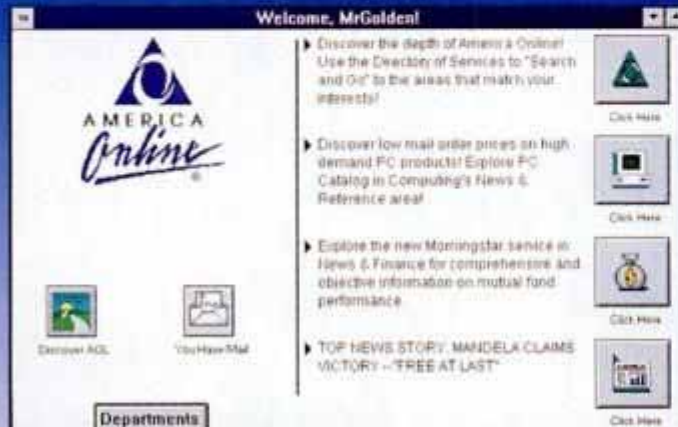 Welcome, MrGolden!
AMERICA
Online
®
Discover AOL
You Have Mail
Departments
Discover the depth of America Online!
Use the Directory of Services to "Search
and Go" to the areas that match your
interests!
Click Here
Discover low mail order prices on high
demand PC products! Explore PC
Catalog in Computing's News &
Reference area!
Click Here
Explore the new Morningstar service in
News & Finance for comprehensive and
objective information on mutual fund
performance
Click Here
TOP NEWS STORY: MANDELA CLAIMS
VICTORY -- "FREE AT LAST"
Click Here